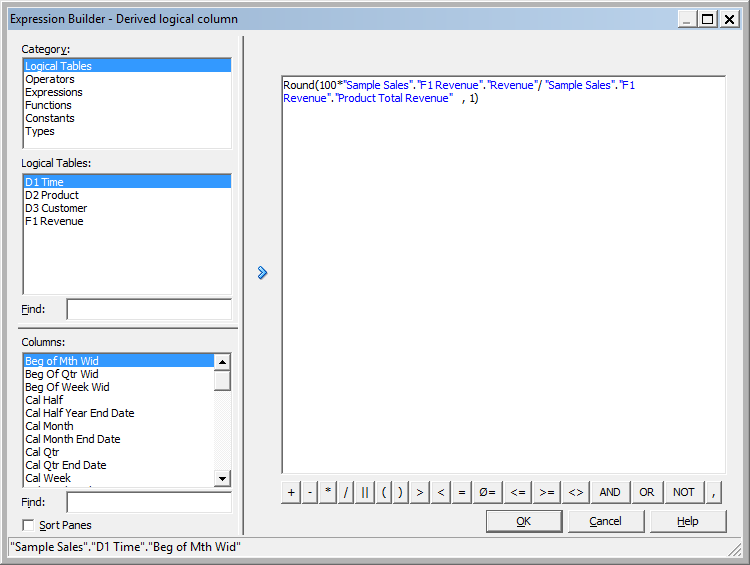 Expression Builder - Derived logical column
Category:
Logical Tables
Operators
Expressions
Functions
Constants
Types
Logical Tables:
D1 Time
D2 Product
D3 Customer
F1 Revenue
Find:
Columns:
Beg of Mth Wid
Beg Of Qtr Wid
Beg Of Week Wid
Cal Half
Cal Half Year End Date
Cal Month
Cal Month End Date
Cal Qtr
Cal Qtr End Date
Cal Week
Find:
Sort Panes
Round(100*"Sample Sales"."F1 Revenue"."Revenue"/ "Sample Sales"."F1
Revenue"."Product Total Revenue" , 1)
+ - * / || ( ) > < = Ø= <= >= <> AND OR NOT ,
OK Cancel Help
"Sample Sales"."D1 Time"."Beg of Mth Wid"